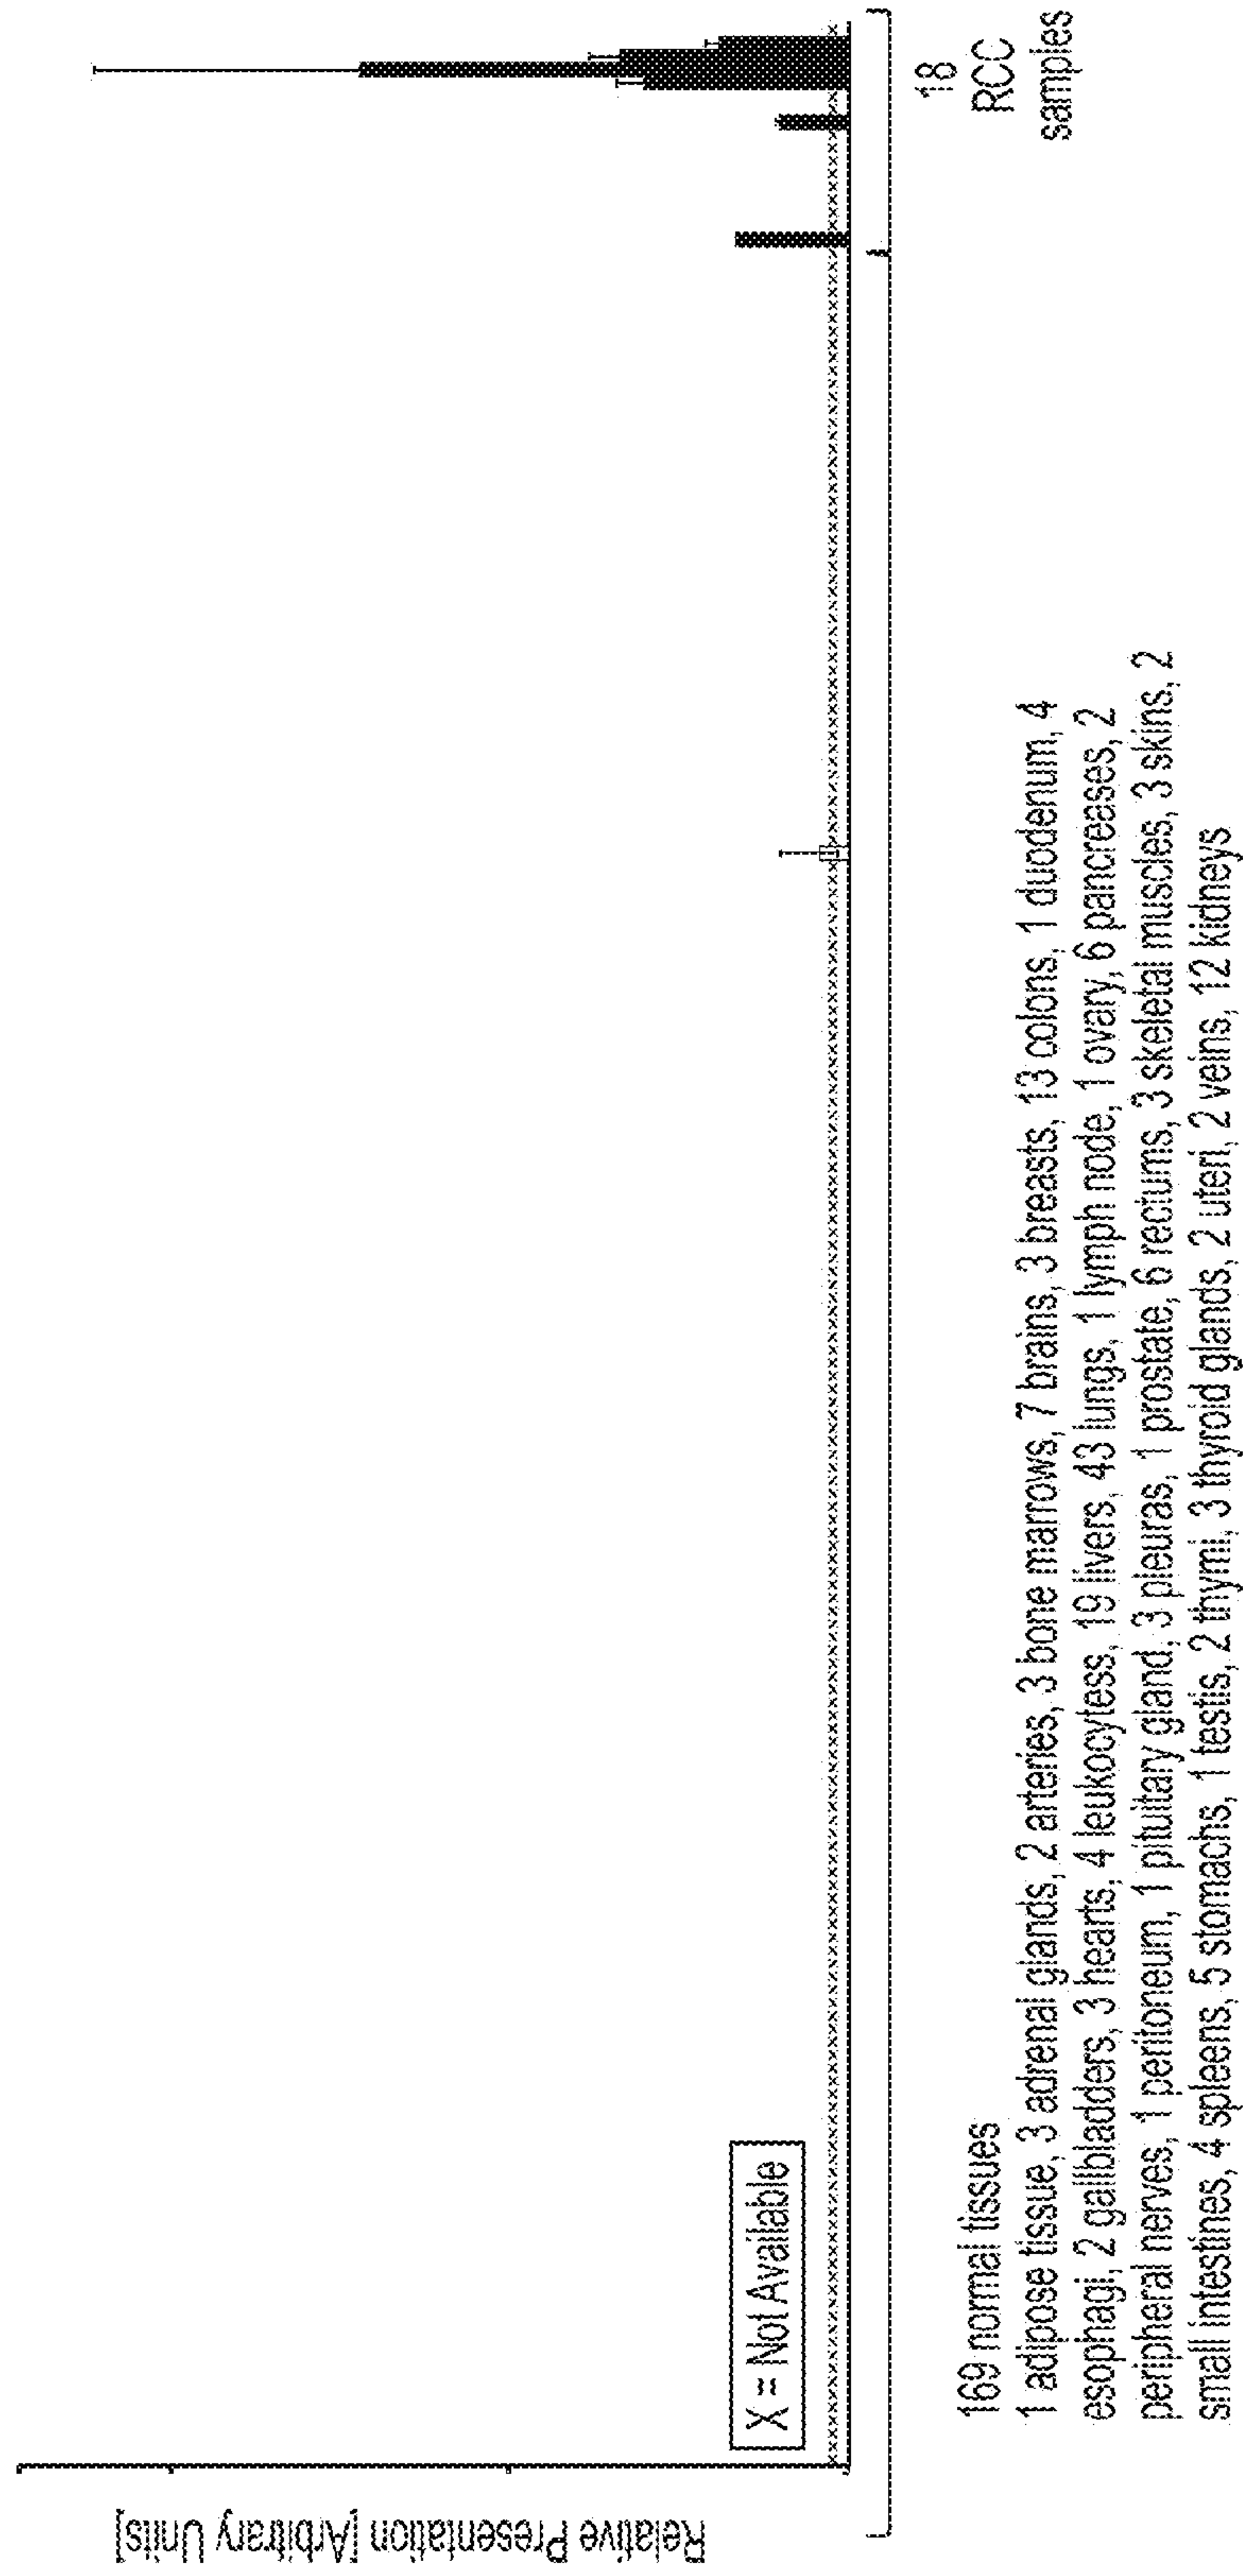 Relative Presentation [Arbitrary Units]
X = Not Available
169 normal tissues
1 adipose tissue, 3 adrenal glands, 2 arteries, 3 bone marrows, 7 brains, 3 breasts, 13 colons, 1 duodenum, 4
esophagi, 2 gallbladders, 3 hearts, 4 leukocytess, 19 livers, 43 lungs, 1 lymph node, 1 ovary, 6 pancreases, 2
peripheral nerves, 1 peritoneum, 1 pituitary gland, 3 pleuras, 1 prostate, 6 rectums, 3 skeletal muscles, 3 skins, 2
small intestines, 4 spleens, 5 stomachs, 1 testis, 2 thymi, 3 thyroid glands, 2 uteri, 2 veins, 12 kidneys
18
RCC
samples